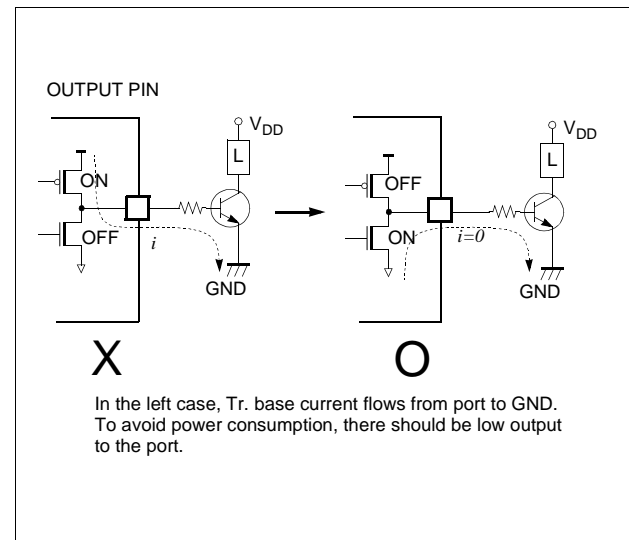 OUTPUT PIN
V_DD
L
ON
OFF
i
GND
X
V_DD
L
OFF
ON
i=0
GND
O
In the left case, Tr. base current flows from port to GND.
To avoid power consumption, there should be low output
to the port.